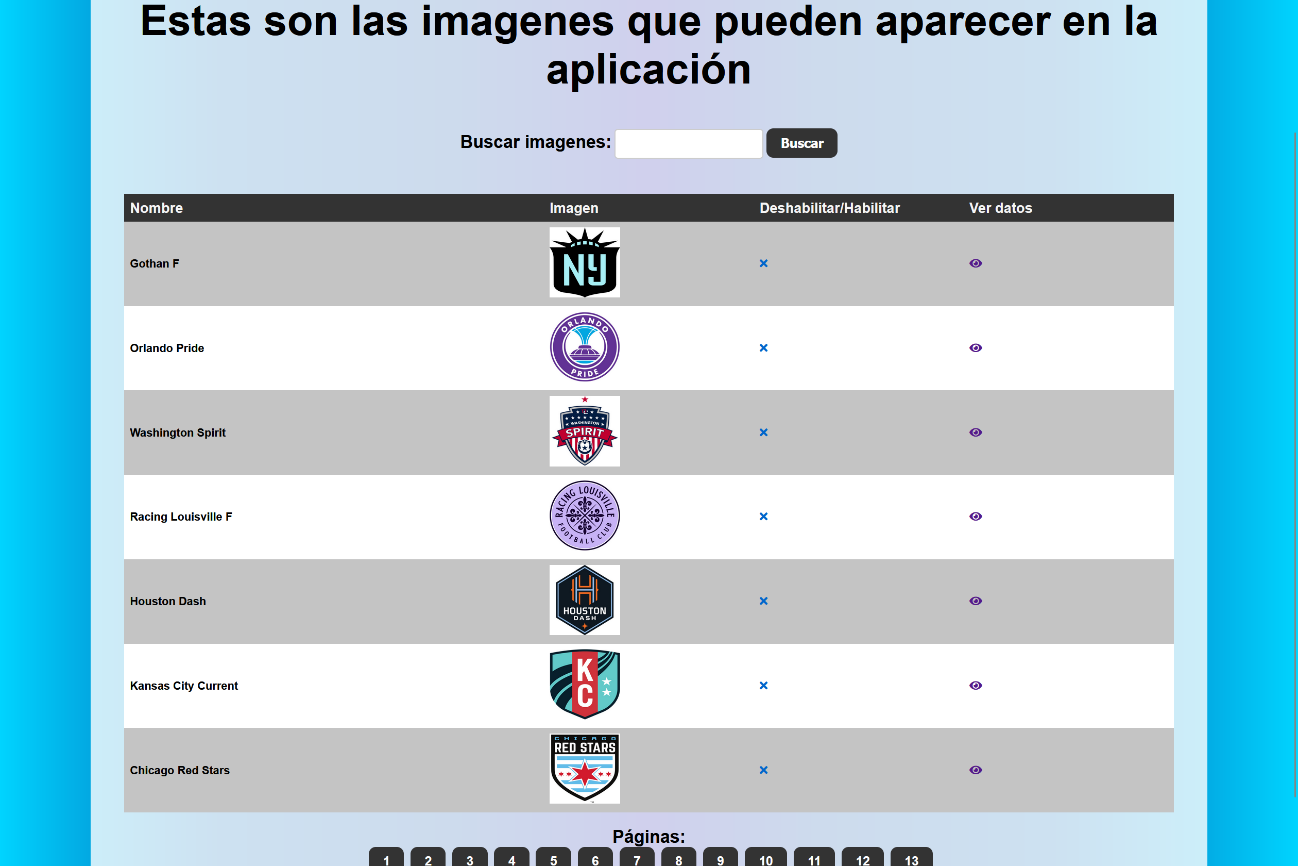 Estas son las imagenes que pueden aparecer en la
aplicación
Buscar imagenes:
Buscar
Nombre Imagen Deshabilitar/Habilitar Ver datos
Gothan F
NY
Orlando Pride
ORLANDO
PRIDE
Washington Spirit
WASHINGTON
SPIRIT
Racing Louisville F
RACING LOUISVILLE
FOOTBALL CLUB
Houston Dash
H
HOUSTON
DASH
Kansas City Current
KC
Chicago Red Stars
CHICAGO
RED STARS
Páginas:
1 2 3 4 5 6 7 8 9 10 11 12 13